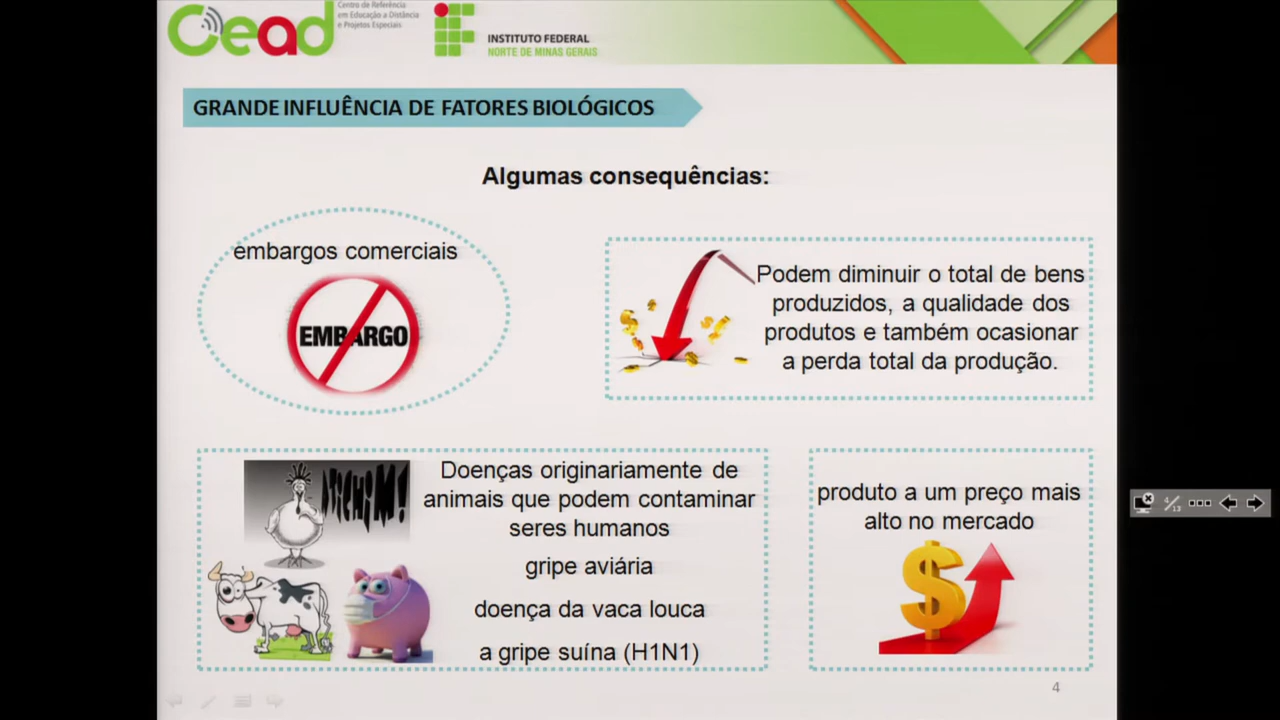 Cead
Centro de Referência
em Educação a Distância
e Projetos Especiais
INSTITUTO FEDERAL
NORTE DE MINAS GERAIS
GRANDE INFLUÊNCIA DE FATORES BIOLÓGICOS
Algumas consequências:
embargos comerciais
EMBARGO
Podem diminuir o total de bens
produzidos, a qualidade dos
produtos e também ocasionar
a perda total da produção.
ATCHIM!
Doenças originariamente de
animais que podem contaminar
seres humanos
gripe aviária
doença da vaca louca
a gripe suína (H1N1)
produto a um preço mais
alto no mercado
$
4
4/13